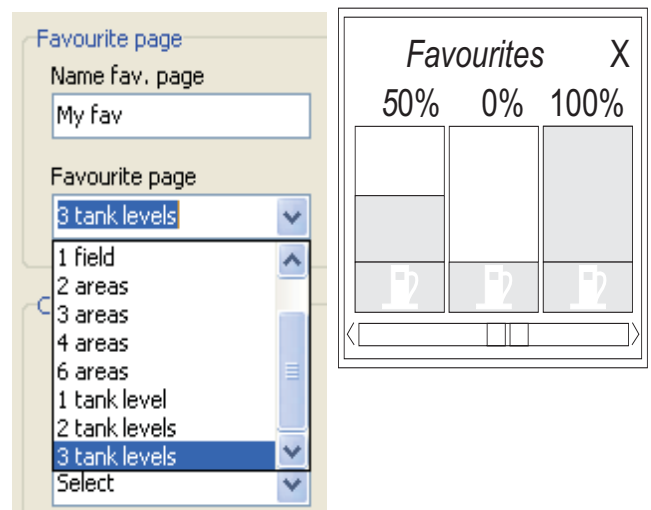 Favourite page
Name fav. page
My fav
Favourite page
3 tank levels
1 field
2 areas
3 areas
4 areas
6 areas
1 tank level
2 tank levels
3 tank levels
Select
Favourites X
50% 0% 100%